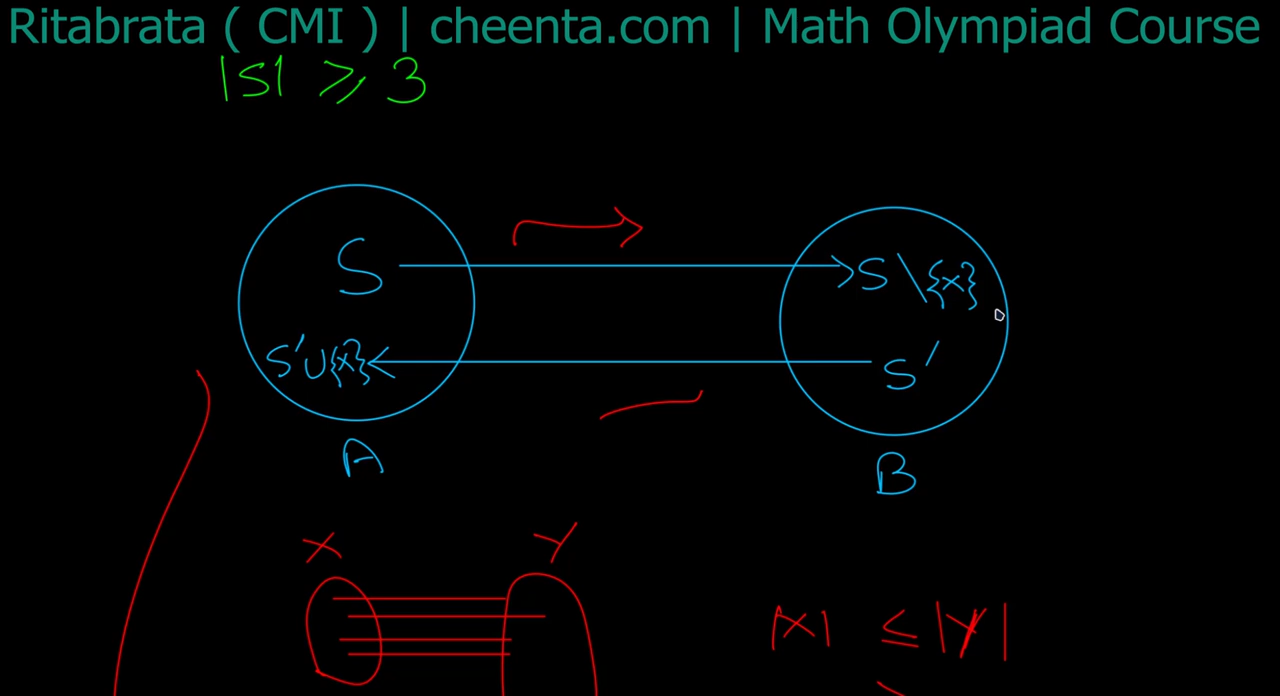 Ritabrata ( CMI ) | cheenta.com | Math Olympiad Course
|S| ⩾ 3
S
S \ {x}
S' ∪ {x}
S'
A
B
X
Y
|X| ≤ |Y|